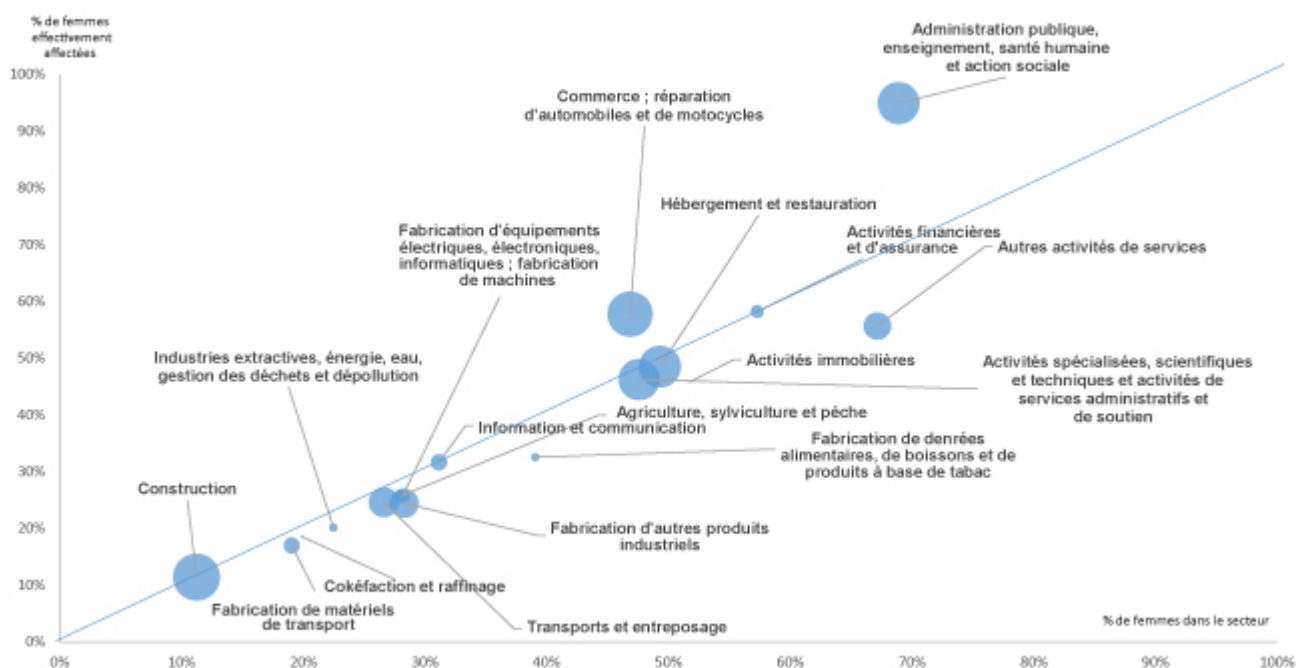 % de femmes
effectivement
affectées
Administration publique,
enseignement, santé humaine
et action sociale
100%
Commerce ; réparation
d'automobiles et de motocycles
90%
80%
Hébergement et restauration
Fabrication d'équipements
électriques, électroniques,
informatiques ; fabrication
de machines
Activités financières
et d'assurance
Autres activités de services
70%
60%
50%
Industries extractives, énergie, eau,
gestion des déchets et dépollution
Activités immobilières
Activités spécialisées, scientifiques
et techniques et activités de
services administratifs et
de soutien
40%
Agriculture, sylviculture et pêche
Information et communication
Fabrication de denrées
alimentaires, de boissons et de
produits à base de tabac
30%
Construction
20%
Fabrication d'autres produits
industriels
10%
Cokéfaction et raffinage
Fabrication de matériels
de transport
Transports et entreposage
% de femmes dans le secteur
0%
0% 10% 20% 30% 40% 50% 60% 70% 80% 90% 100%